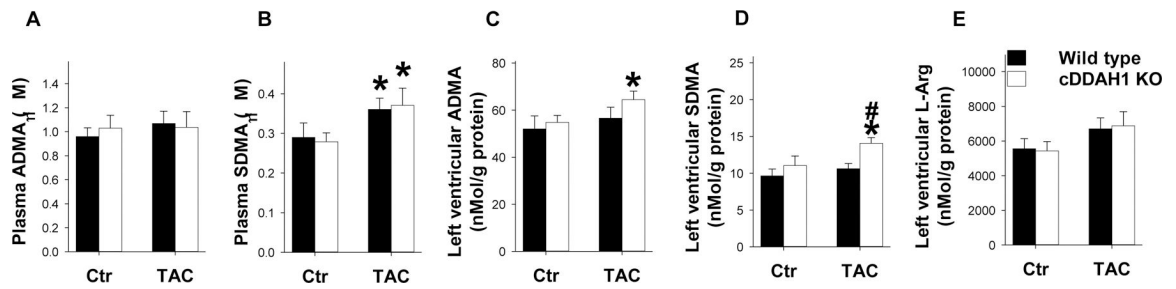 A
Plasma ADMA ( M)
1.4
1.2
1.0
0.8
0.6
0.4
0.2
0.0
Ctr TAC
B
Plasma SDMA ( M)
0.4
0.3
0.2
0.1
* *
Ctr TAC
C
Left ventricular ADMA
(nMol/g protein)
80
60
40
20
0
*
Ctr TAC
D
Left ventricular SDMA
(nMol/g protein)
25
20
15
10
5
0
#
*
Ctr TAC
E
Left ventricular L-Arg
(nMol/g protein)
10000
8000
6000
4000
2000
0
Wild type
cDDAH1 KO
Ctr TAC